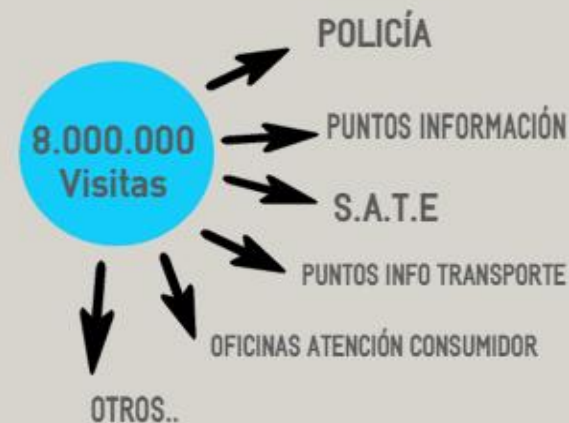 POLICÍA
8.000.000
Visitas
PUNTOS INFORMACIÓN
S.A.T.E
PUNTOS INFO TRANSPORTE
OFICINAS ATENCIÓN CONSUMIDOR
OTROS..